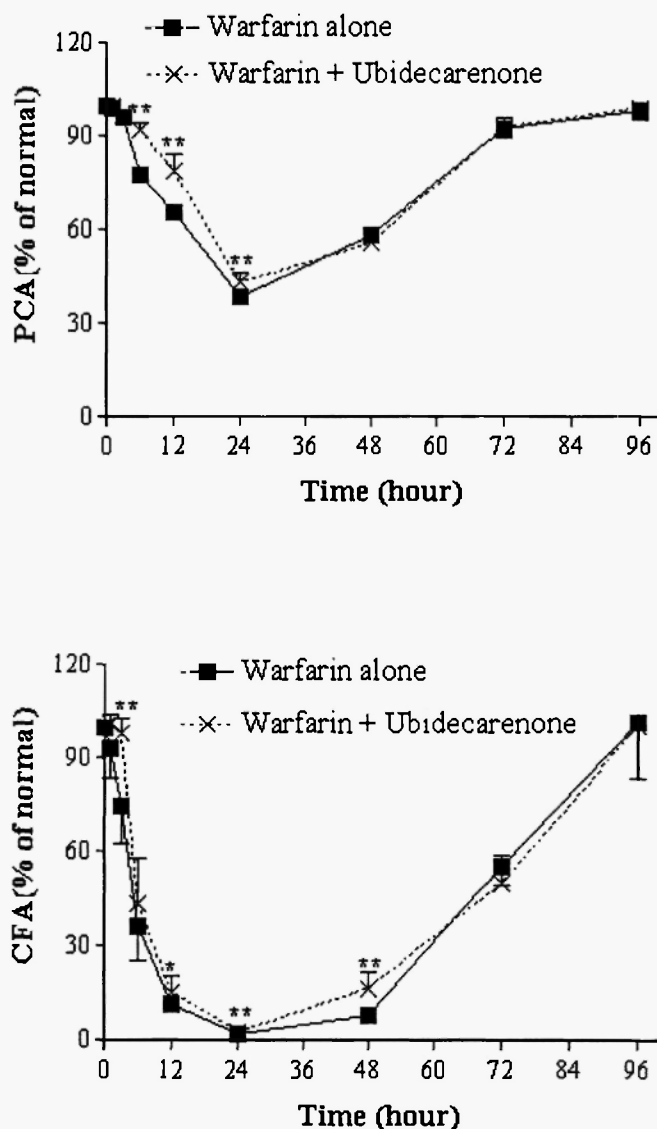 Warfarin alone
Warfarin + Ubidecarenone
120
90
60
30
0
PCA(% of normal)
**
**
**
0 12 24 36 48 60 72 84 96
Time (hour)
Warfarin alone
Warfarin + Ubidecarenone
120
90
60
30
0
CFA(% of normal)
**
*
**
**
0 12 24 36 48 60 72 84 96
Time (hour)